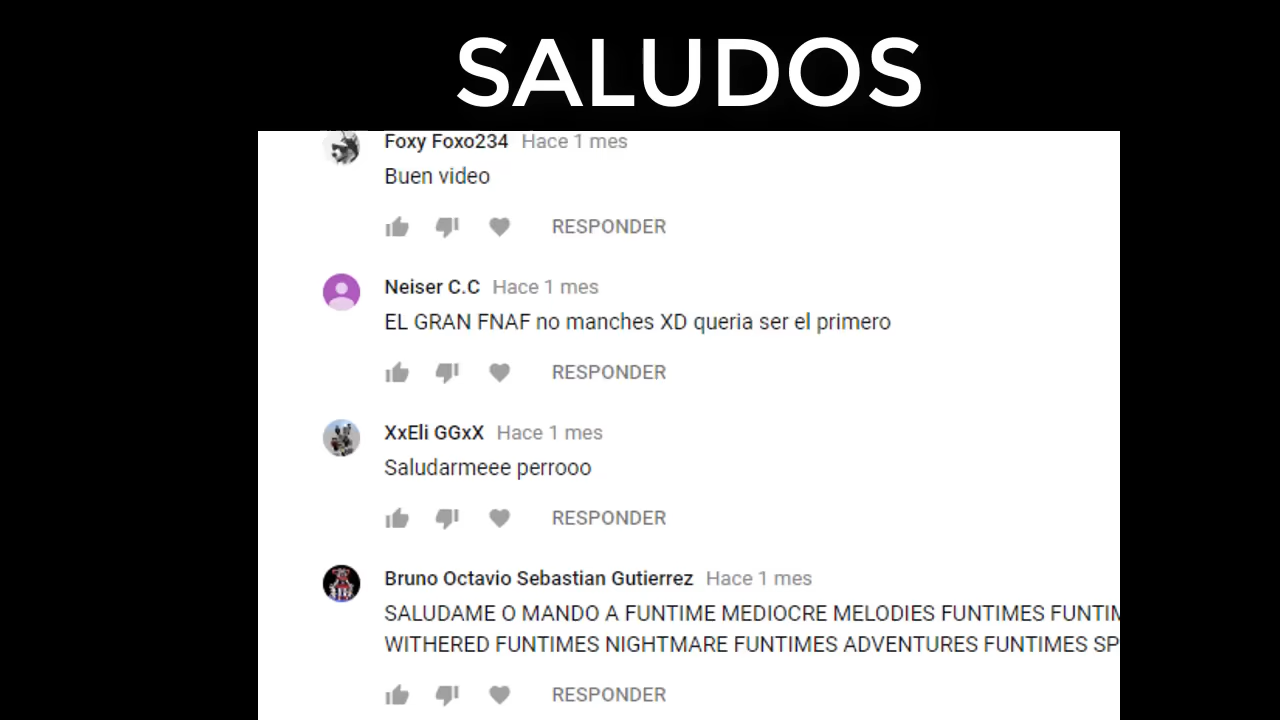 SALUDOS
Foxy Foxo234 Hace 1 mes
Buen video
RESPONDER
Neiser C.C Hace 1 mes
EL GRAN FNAF no manches XD queria ser el primero
RESPONDER
XxEli GGxX Hace 1 mes
Saludarmeee perrooo
RESPONDER
Bruno Octavio Sebastian Gutierrez Hace 1 mes
SALUDAME O MANDO A FUNTIME MEDIOCRE MELODIES FUNTIMES
WITHERED FUNTIMES NIGHTMARE FUNTIMES ADVENTURES FUNTIMES
RESPONDER